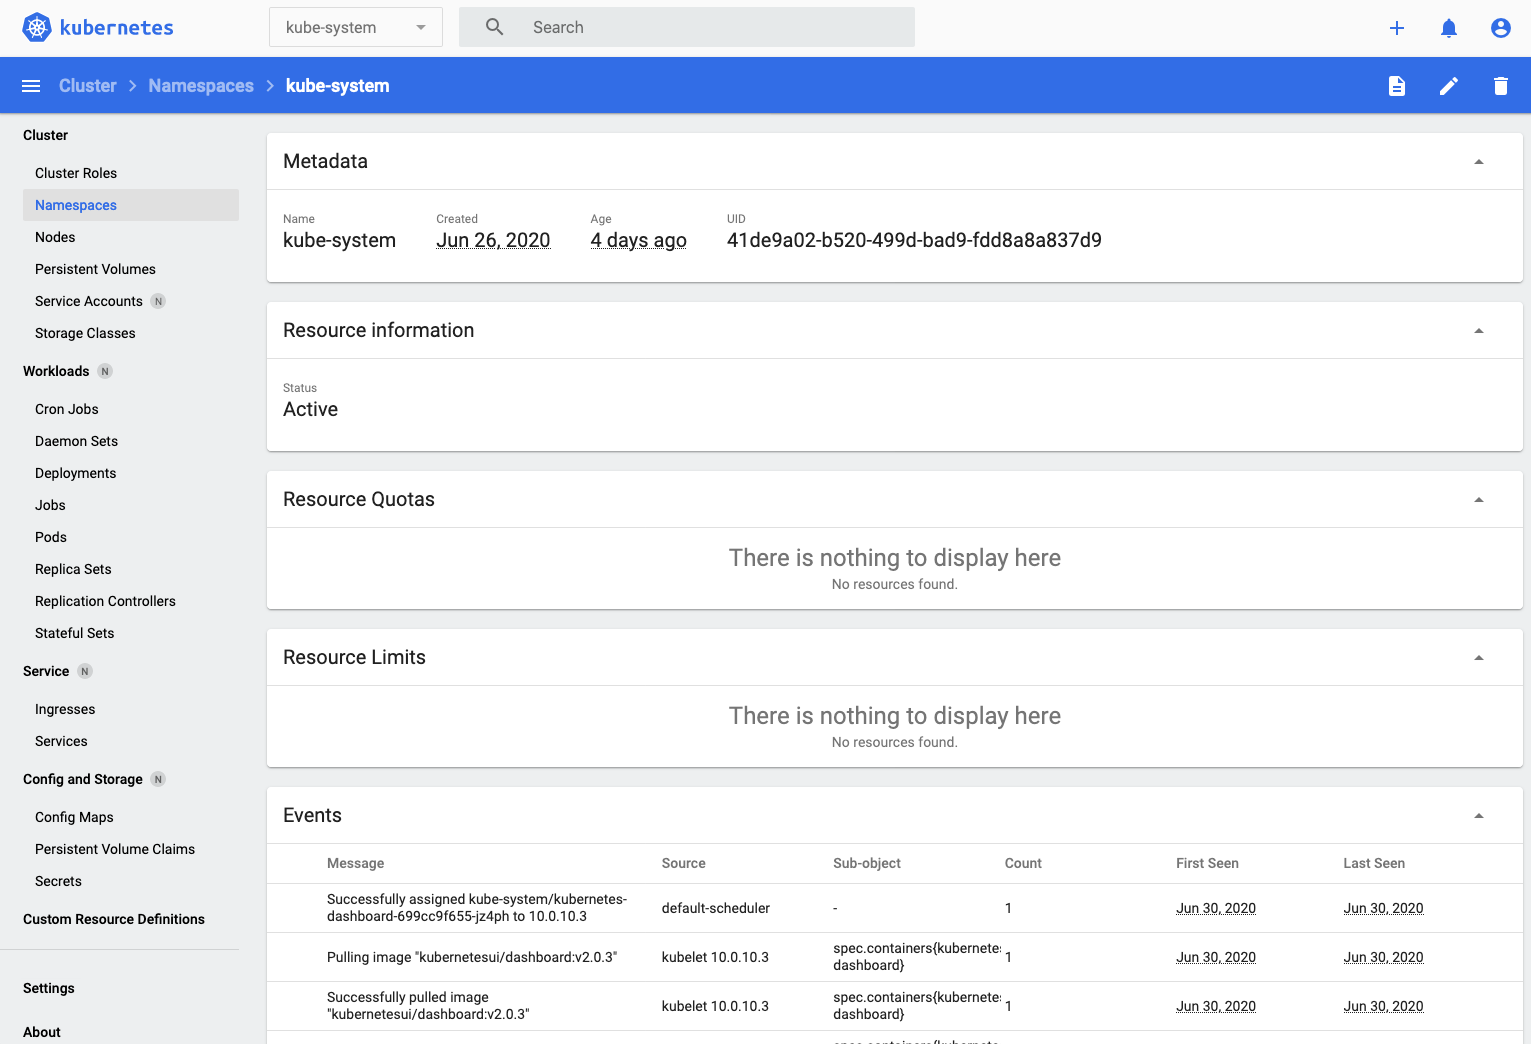 kubernetes
kube-system
Search
Cluster > Namespaces > kube-system
Cluster
Cluster Roles
Namespaces
Nodes
Persistent Volumes
Service Accounts N
Storage Classes
Workloads N
Cron Jobs
Daemon Sets
Deployments
Jobs
Pods
Replica Sets
Replication Controllers
Stateful Sets
Service N
Ingresses
Services
Config and Storage N
Config Maps
Persistent Volume Claims
Secrets
Custom Resource Definitions
Settings
About
Metadata
Name Created Age UID
kube-system Jun 26, 2020 4 days ago 41de9a02-b520-499d-bad9-fdd8a8a837d9
Resource information
Status
Active
Resource Quotas
There is nothing to display here
No resources found.
Resource Limits
There is nothing to display here
No resources found.
Events
Message Source Sub-object Count First Seen Last Seen
Successfully assigned kube-system/kubernetes-
dashboard-699cc9f655-jz4ph to 10.0.10.3
default-scheduler - 1 Jun 30, 2020 Jun 30, 2020
Pulling image "kubernetesui/dashboard:v2.0.3" kubelet 10.0.10.3
spec.containers{kubernetes
dashboard}
1 Jun 30, 2020 Jun 30, 2020
Successfully pulled image
"kubernetesui/dashboard:v2.0.3"
kubelet 10.0.10.3
spec.containers{kubernetes
dashboard}
1 Jun 30, 2020 Jun 30, 2020